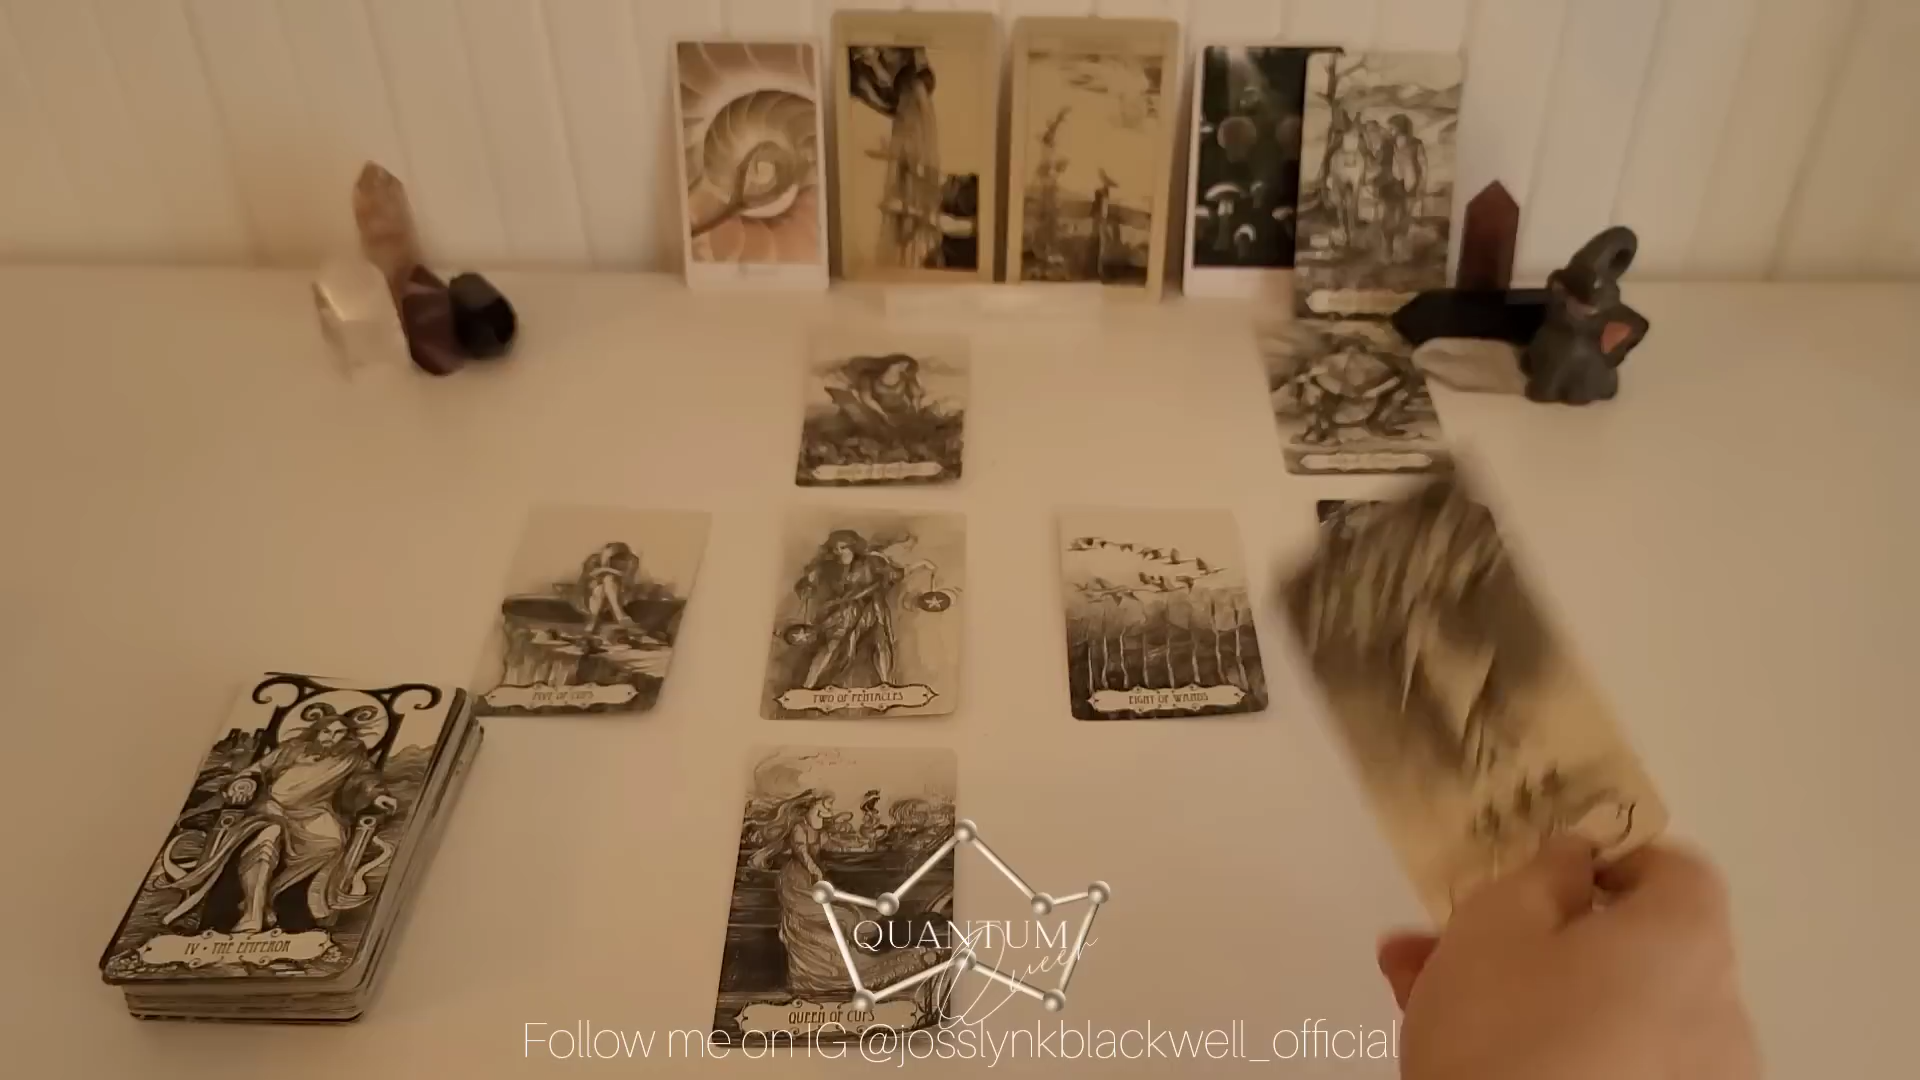 FIVE OF CUPS
TWO OF PENTACLES
EIGHT OF WANDS
IV • THE EMPEROR
QUANTUM
Queen
QUEEN OF CUPS
Follow me on IG @josslynkblackwell_official